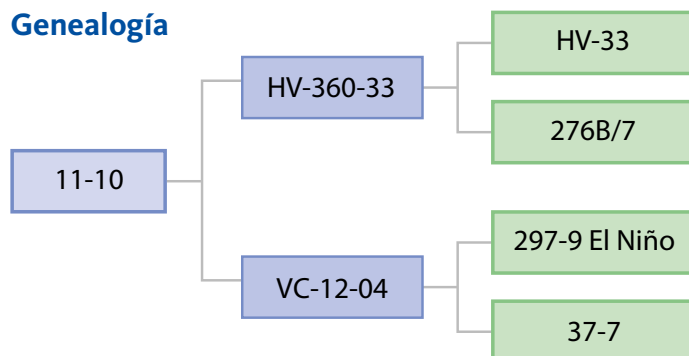 Genealogía
HV-33
HV-360-33
276B/7
11-10
297-9 El Niño
VC-12-04
37-7